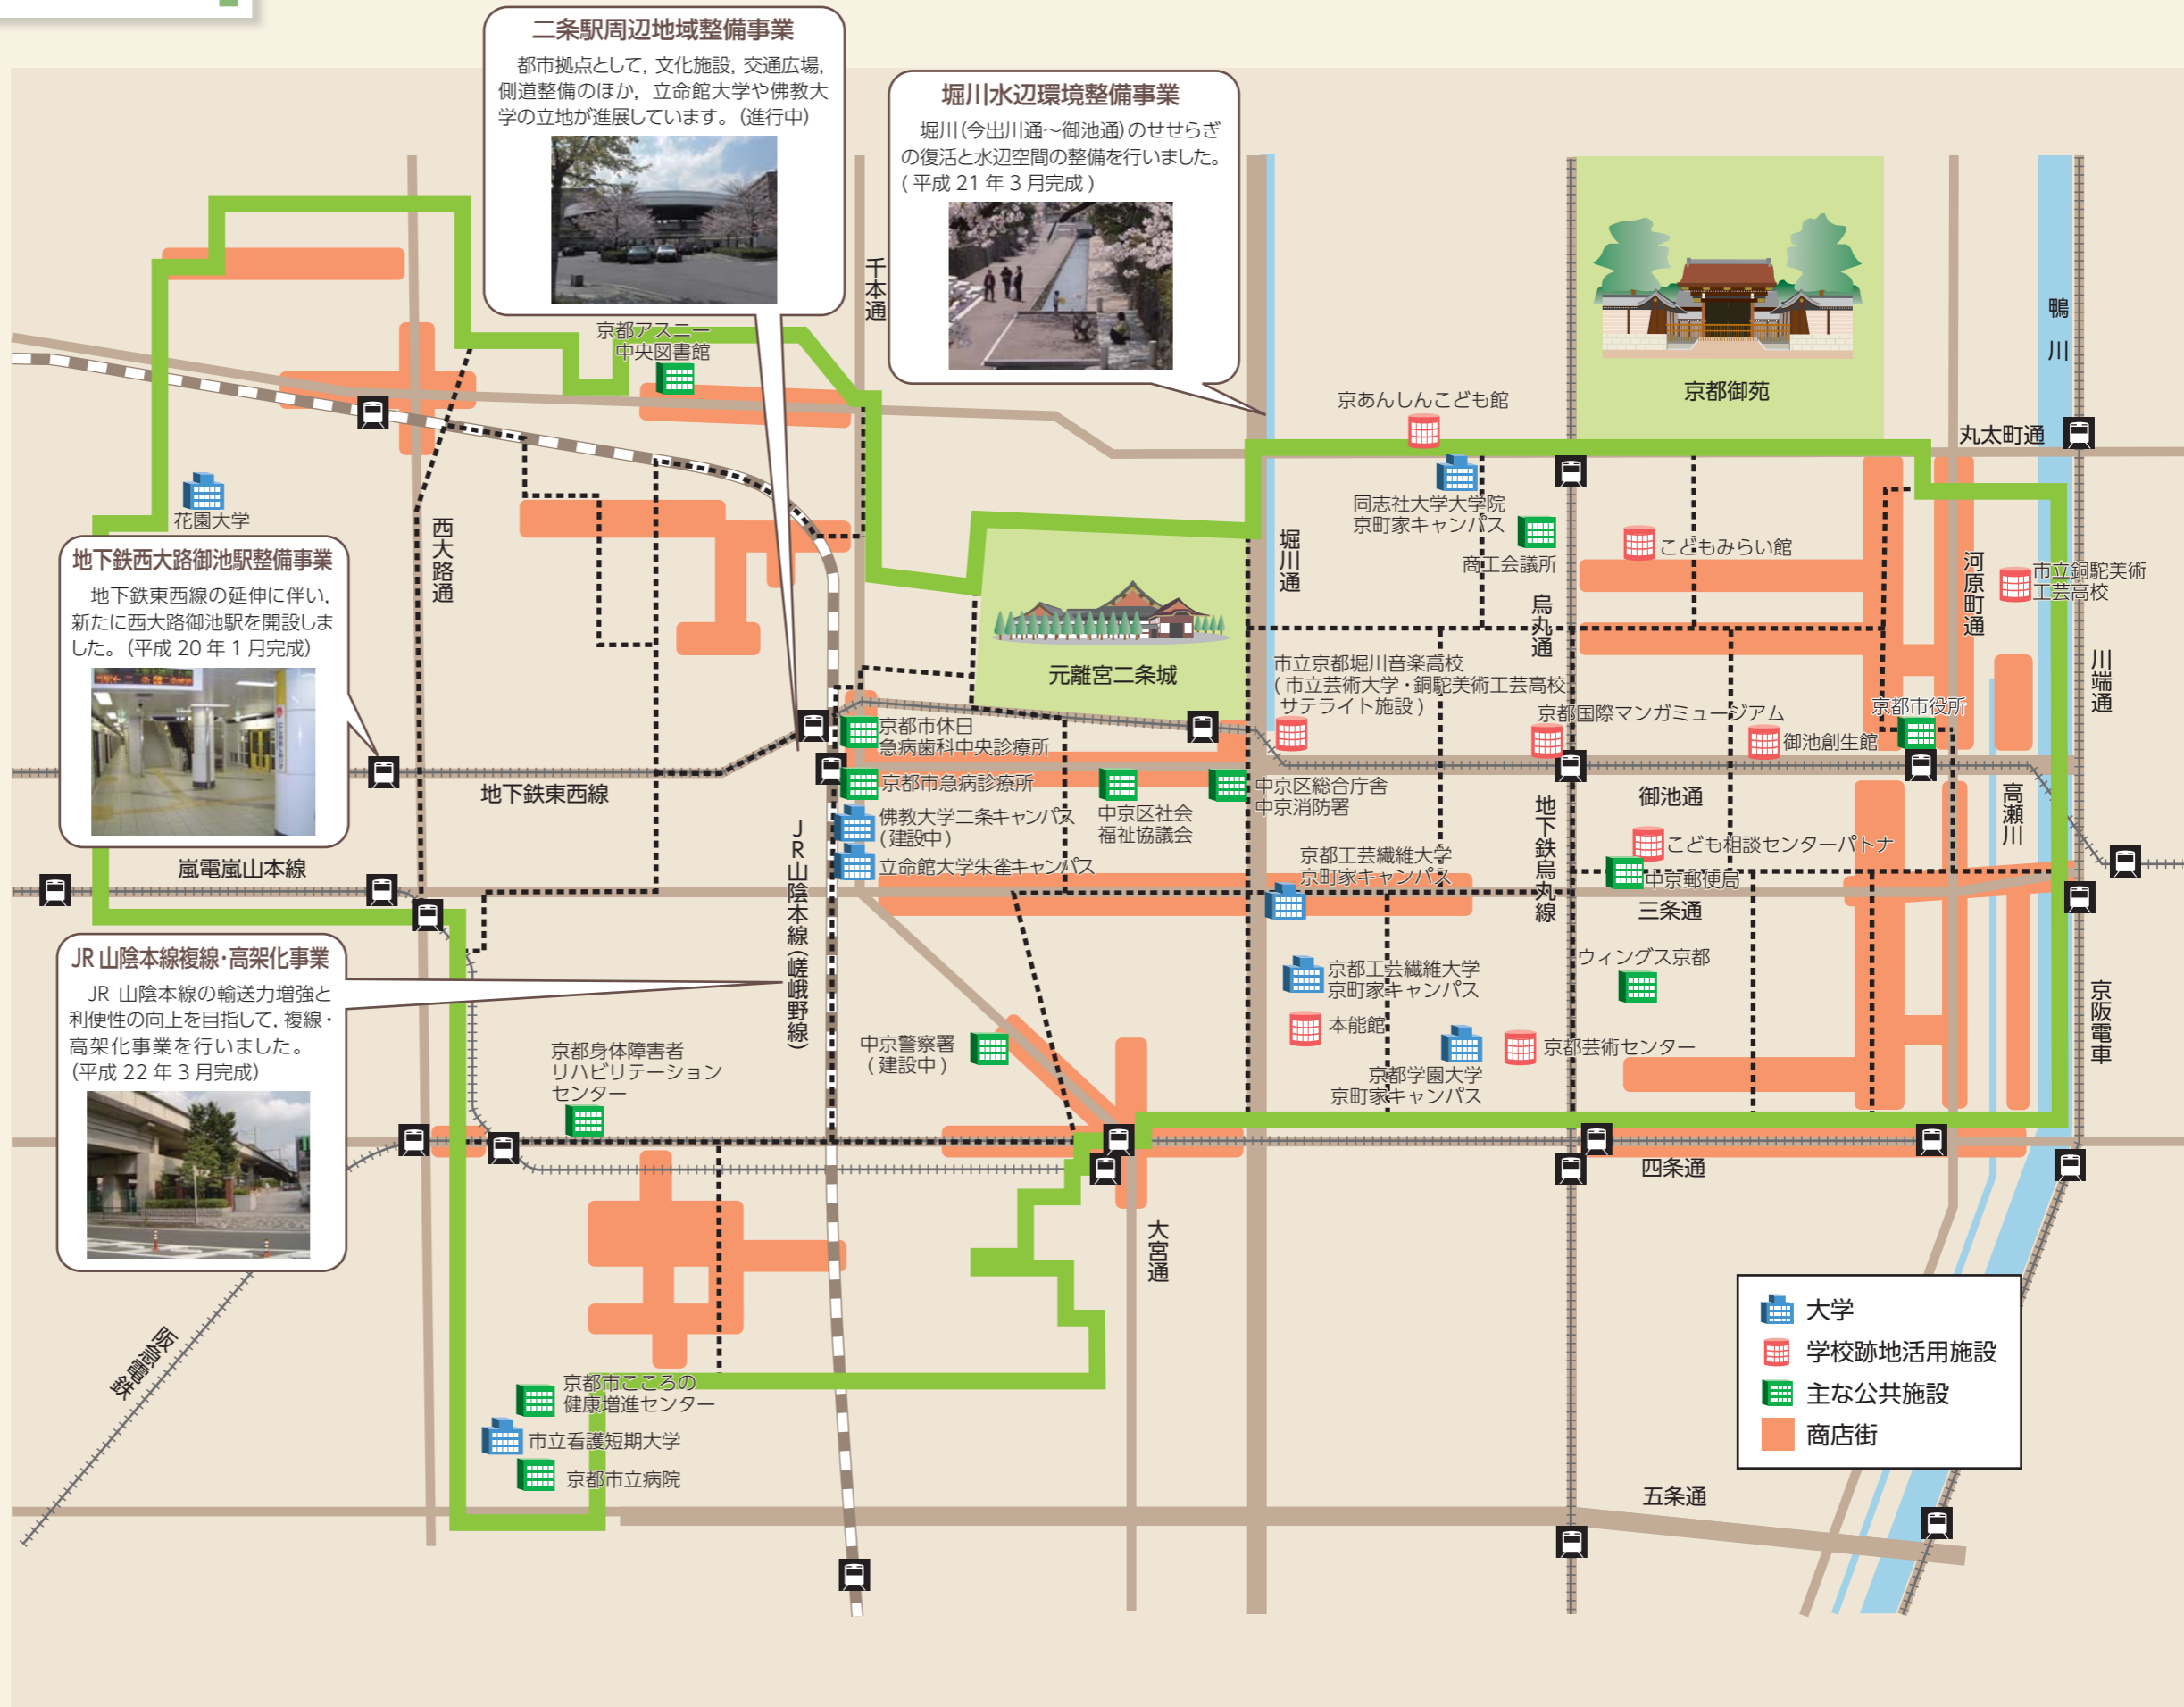 二条駅周辺地域整備事業
都市拠点として，文化施設，交通広場，
側道整備のほか，立命館大学や佛教大
学の立地が進展しています。（進行中）
堀川水辺環境整備事業
堀川（今出川通～御池通）のせせらぎ
の復活と水辺空間の整備を行いました。
(平成21年3月完成)
千本通
鴨川
京都アスニー
中央図書館
京都御苑
京あんしんこども館
丸太町通
花園大学
西大路通
同志社大学大学院
京町家キャンパス
堀川通
商工会議所
こどもみらい館
烏丸通
河原町通
市立銅駝美術
工芸高校
地下鉄西大路御池駅整備事業
地下鉄東西線の延伸に伴い，
新たに西大路御池駅を開設しま
した。（平成20年1月完成）
元離宮二条城
市立京都堀川音楽高校
(市立芸術大学・銅駝美術工芸高校
サテライト施設)
川端通
京都国際マンガミュージアム
京都市役所
御池創生館
京都市休日
急病歯科中央診療所
京都市急病診療所
地下鉄東西線
中京区総合庁舎
中京消防署
御池通
高瀬川
佛教大学二条キャンパス
(建設中)
中京区社会
福祉協議会
立命館大学朱雀キャンパス
JR山陰本線(嵯峨野線)
地下鉄烏丸線
こども相談センターパトナ
京都工芸繊維大学
京町家キャンパス
中京郵便局
嵐電嵐山本線
三条通
JR山陰本線複線・高架化事業
JR 山陰本線の輸送力増強と
利便性の向上を目指して，複線・
高架化事業を行いました。
（平成22年3月完成）
ウィングス京都
京都工芸繊維大学
京町家キャンパス
京阪電車
本能館
中京警察署
(建設中)
京都芸術センター
京都身体障害者
リハビリテーション
センター
京都学園大学
京町家キャンパス
四条通
大宮通
阪急電鉄
大学
学校跡地活用施設
主な公共施設
商店街
京都市こころの
健康増進センター
市立看護短期大学
京都市立病院
五条通